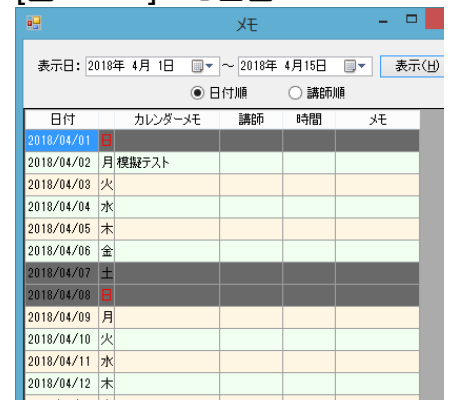 メモ
表示日: 2018年 4月 1日 ～ 2018年 4月15日 表示(H)
日付順 講師順
日付 カレンダーメモ 講師 時間 メモ
2018/04/01 日
2018/04/02 月 模擬テスト
2018/04/03 火
2018/04/04 水
2018/04/05 木
2018/04/06 金
2018/04/07 土
2018/04/08 日
2018/04/09 月
2018/04/10 火
2018/04/11 水
2018/04/12 木